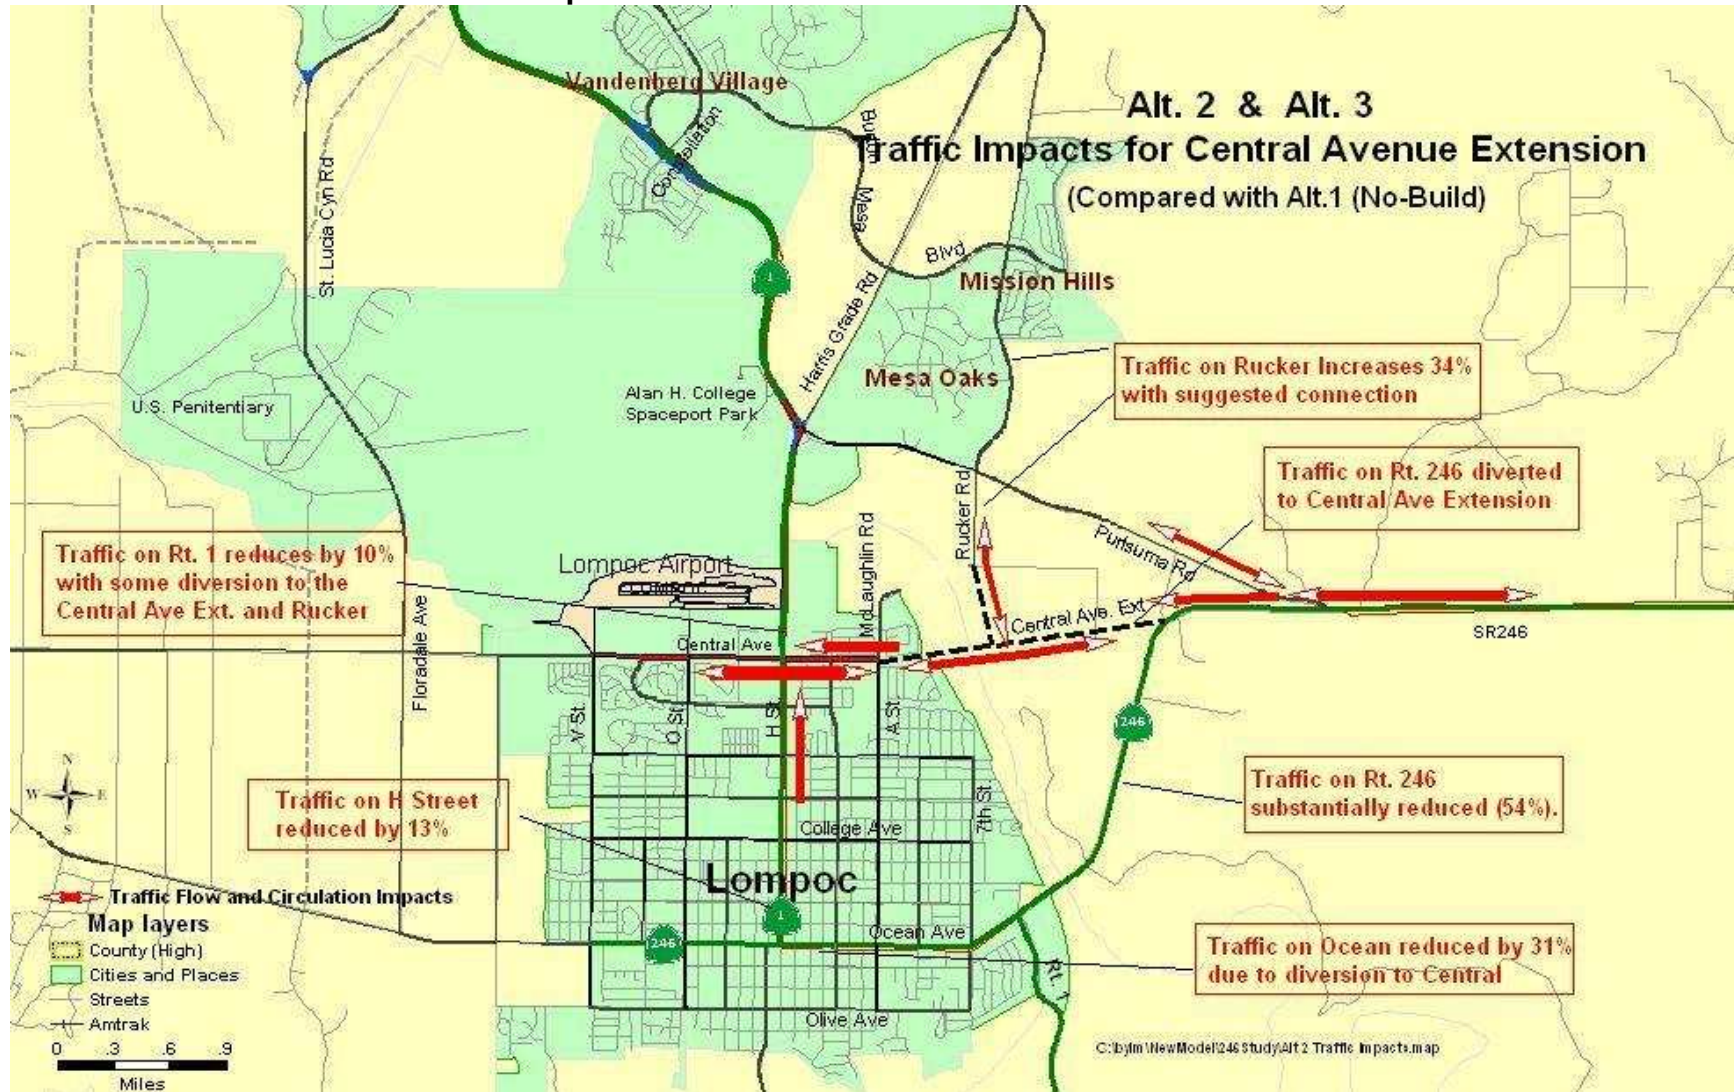 Vandenberg Village
Alt. 2 & Alt. 3
Traffic Impacts for Central Avenue Extension
(Compared with Alt.1 (No-Build)
Constellation
Burton Mesa
Blvd
St. Lucia Cyn Rd
1
Mission Hills
Harris Grade Rd
Mesa Oaks
Traffic on Rucker Increases 34%
with suggested connection
Alan H. College
Spaceport Park
U.S. Penitentiary
Traffic on Rt. 246 diverted
to Central Ave Extension
Rucker Rd
McLaughlin Rd
Purisuma Rd
Traffic on Rt. 1 reduces by 10%
with some diversion to the
Central Ave Ext. and Rucker
Lompoc Airport
Floradale Ave
Central Ave
Central Ave. Ext
SR246
V St.
O St.
H St.
A St.
246
N
W E
S
Traffic on H Street
reduced by 13%
Traffic on Rt. 246
substantially reduced (54%).
7th St.
College Ave
Lompoc
1
246
Ocean Ave
Traffic on Ocean reduced by 31%
due to diversion to Central
Rt. 1
Olive Ave
Traffic Flow and Circulation Impacts
Map layers
County (High)
Cities and Places
Streets
Amtrak
0 .3 .6 .9
Miles
C:\bylm\NewModel\246Study\Alt 2 Traffic Impacts.map